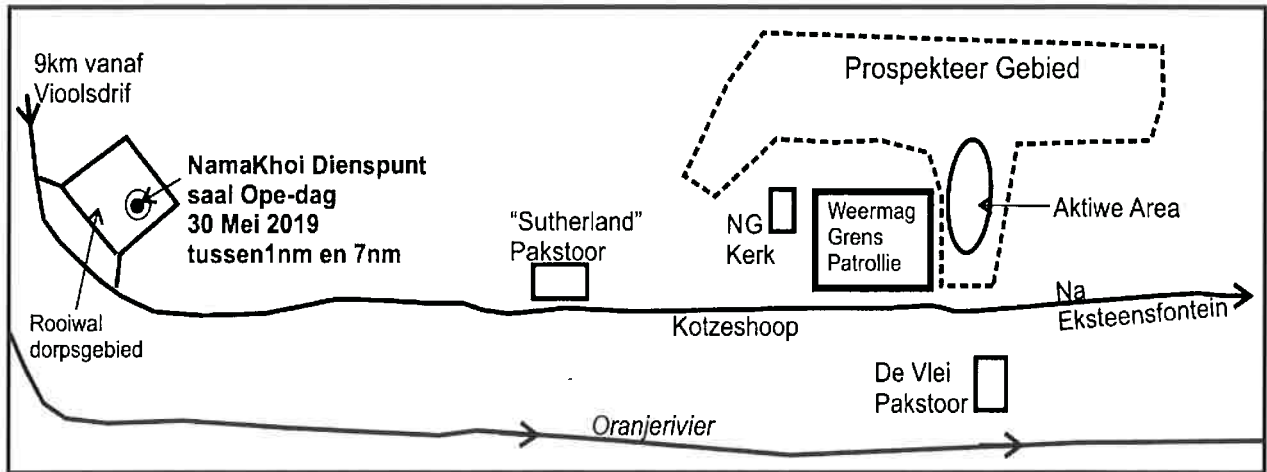 9km vanaf
Vioolsdrif
NamaKhoi Dienspunt
saal Ope-dag
30 Mei 2019
tussen1nm en 7nm
Rooiwal
dorpsgebied
"Sutherland"
Pakstoor
NG
Kerk
Weermag
Grens
Patrollie
Prospekteer Gebied
Aktiwe Area
Na
Eksteensfontein
Kotzeshoop
De Vlei
Pakstoor
Oranjerivier